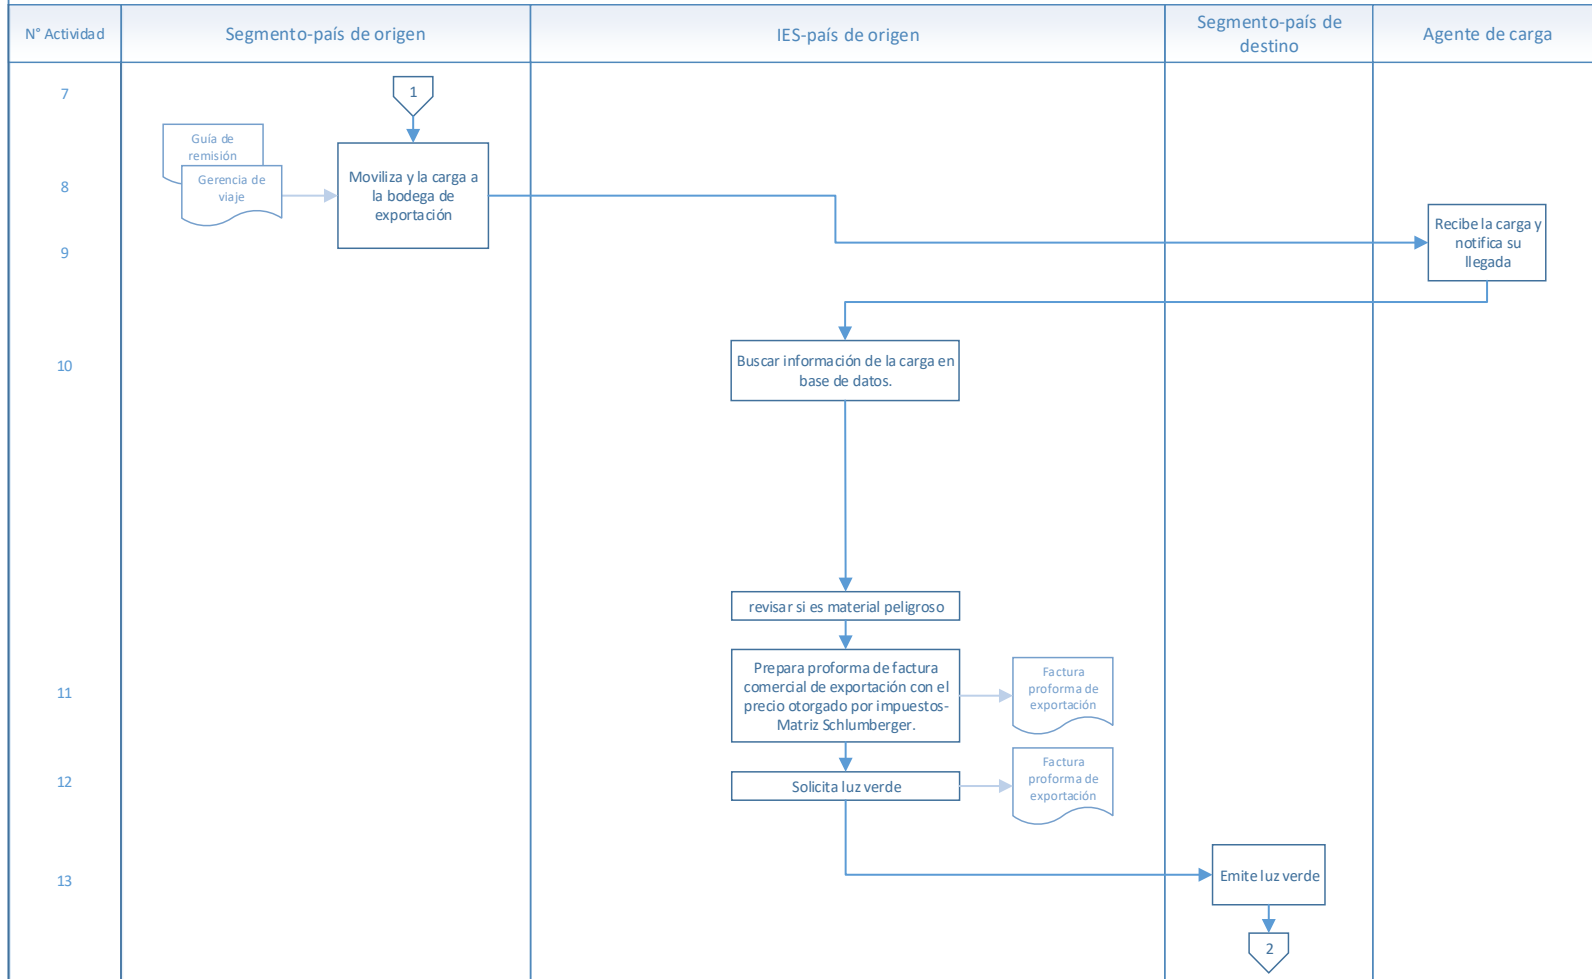 N° Actividad
Segmento-país de origen
IES-país de origen
Segmento-país de
destino
Agente de carga
7
1
Guía de
remisión
8
Gerencia de
viaje
Moviliza y la carga a
la bodega de
exportación
9
Recibe la carga y
notifica su
llegada
10
Buscar información de la carga en
base de datos.
revisar si es material peligroso
11
Prepara proforma de factura
comercial de exportación con el
precio otorgado por impuestos-
Matriz Schlumberger.
Factura
proforma de
exportación
12
Solicita luz verde
Factura
proforma de
exportación
13
Emite luz verde
2